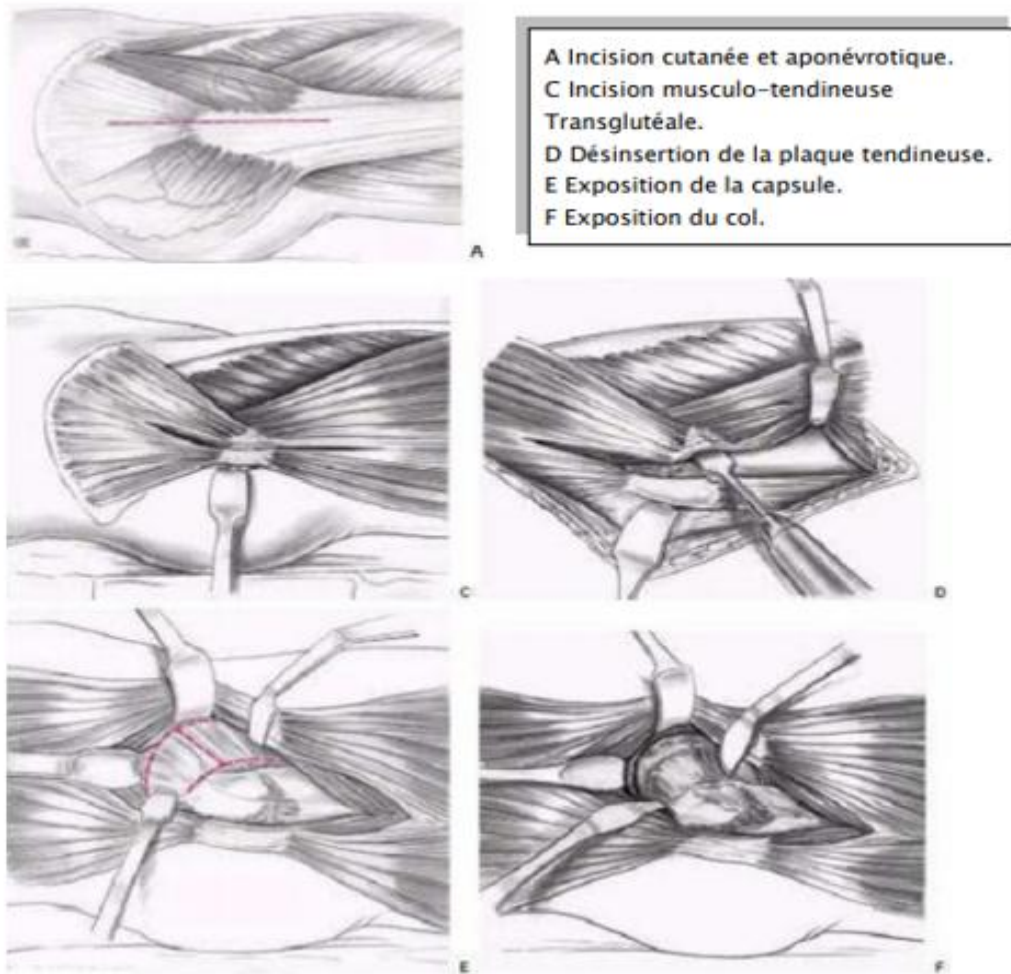 A Incision cutanée et aponévrotique.
C Incision musculo-tendineuse
Transglutéale.
D Désinsertion de la plaque tendineuse.
E Exposition de la capsule.
F Exposition du col.
A
C
D
E
F